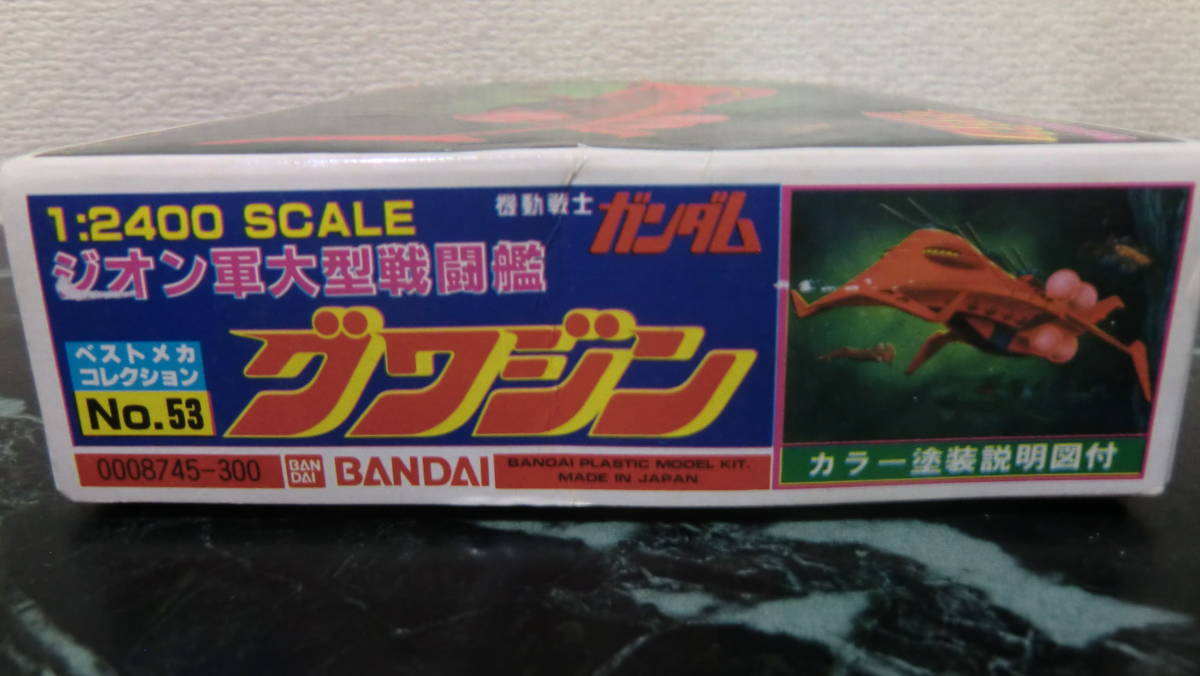 1:2400 SCALE
機動戦士 ガンダム
ジオン軍大型戦闘艦
ベストメカ
コレクション
No.53
グワジン
0008745-300
BAN
DAI
BANDAI
BANDAI PLASTIC MODEL KIT.
MADE IN JAPAN
カラー塗装説明図付